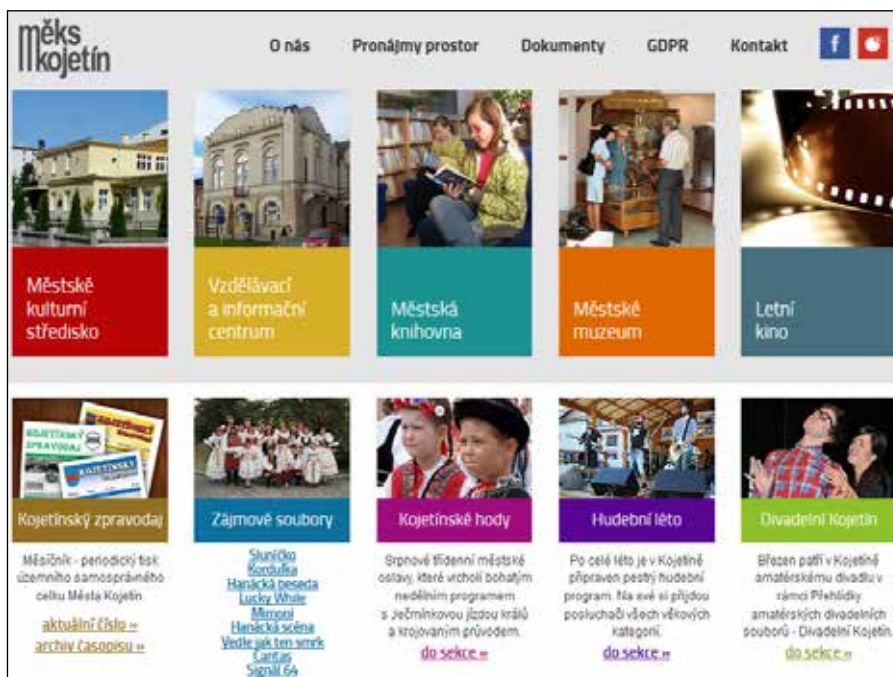 měks
kojetín
O nás
Pronájmy prostor
Dokumenty
GDPR
Kontakt
f
Městské
kulturní
středisko
Vzdělávací
a informační
centrum
Městská
knihovna
Městské
muzeum
Letní
kino
KOJETÍNSKÝ
ZPRAVODAJ
KOJETÍNSKÝ
Kojetínský zpravodaj
Měsíčník - periodický tisk
územního samosprávného
celku Města Kojetín.
aktuální číslo »
archiv časopisu »
Zájmové soubory
Sluníčko
Kordulka
Hanácká beseda
Lucky While
Mimoni
Hanácká scéna
Vedle jak ten smrk
Cantas
Signál 64
Kojetínské hody
Srpnové třídenní městské
oslavy, které vrcholí bohatým
nedělním programem
s Ječmínkovou jízdou králů
a krojovaným průvodem.
do sekce »
Hudební léto
Po celé léto je v Kojetíně
připraven pestrý hudební
program. Na své si přijdou
posluchači všech věkových
kategorií.
do sekce »
Divadelní Kojetín
Březen patří v Kojetíně
amatérskému divadlu v
rámci Přehlídky
amatérských divadelních
souborů - Divadelní Kojetín.
do sekce »